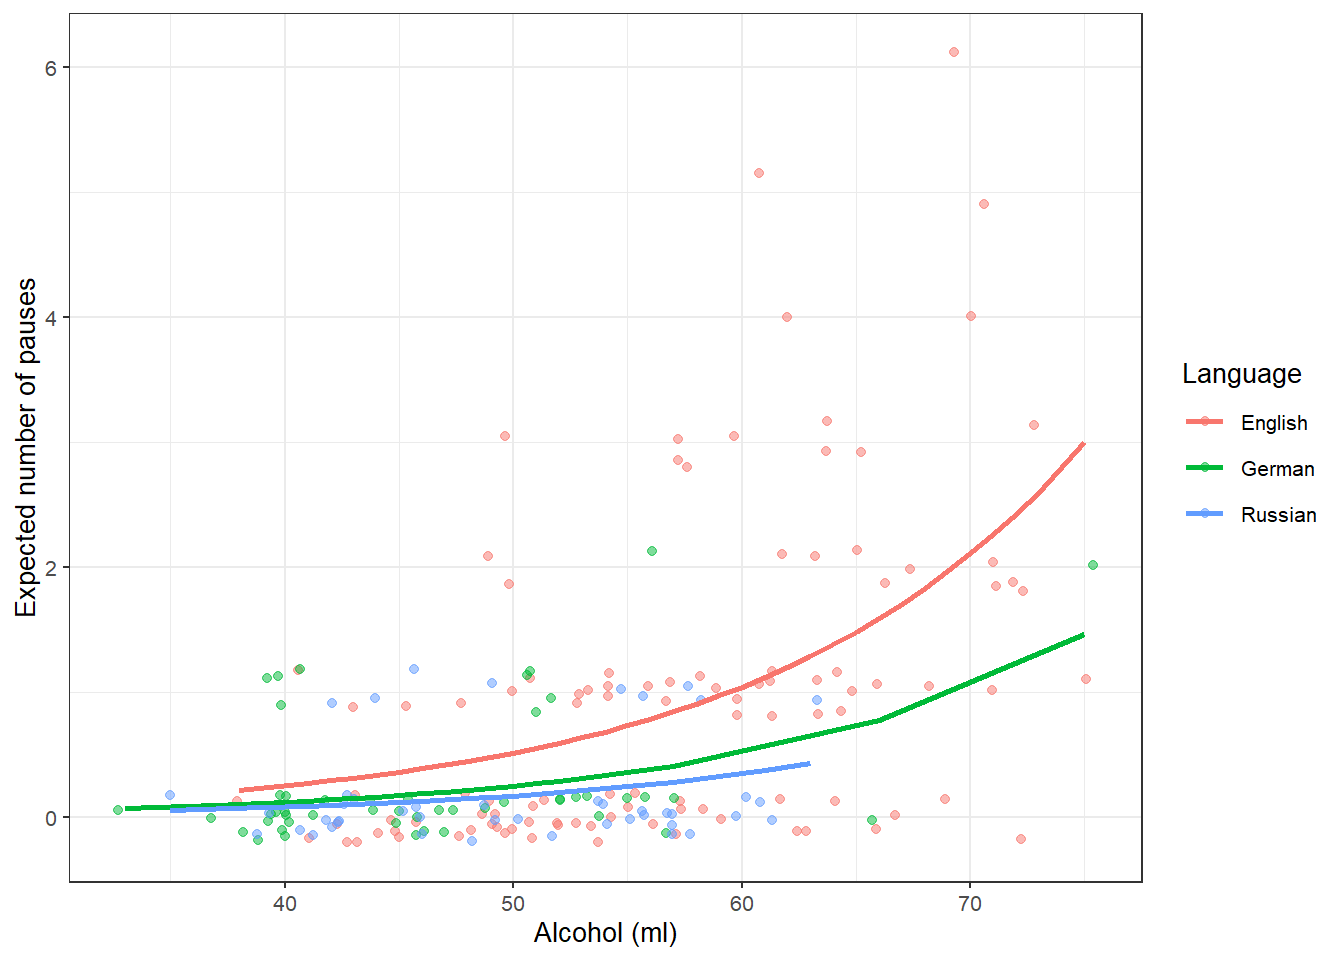 6
4
2
0
Expected number of pauses
40
50
60
70
Alcohol (ml)
Language
English
German
Russian